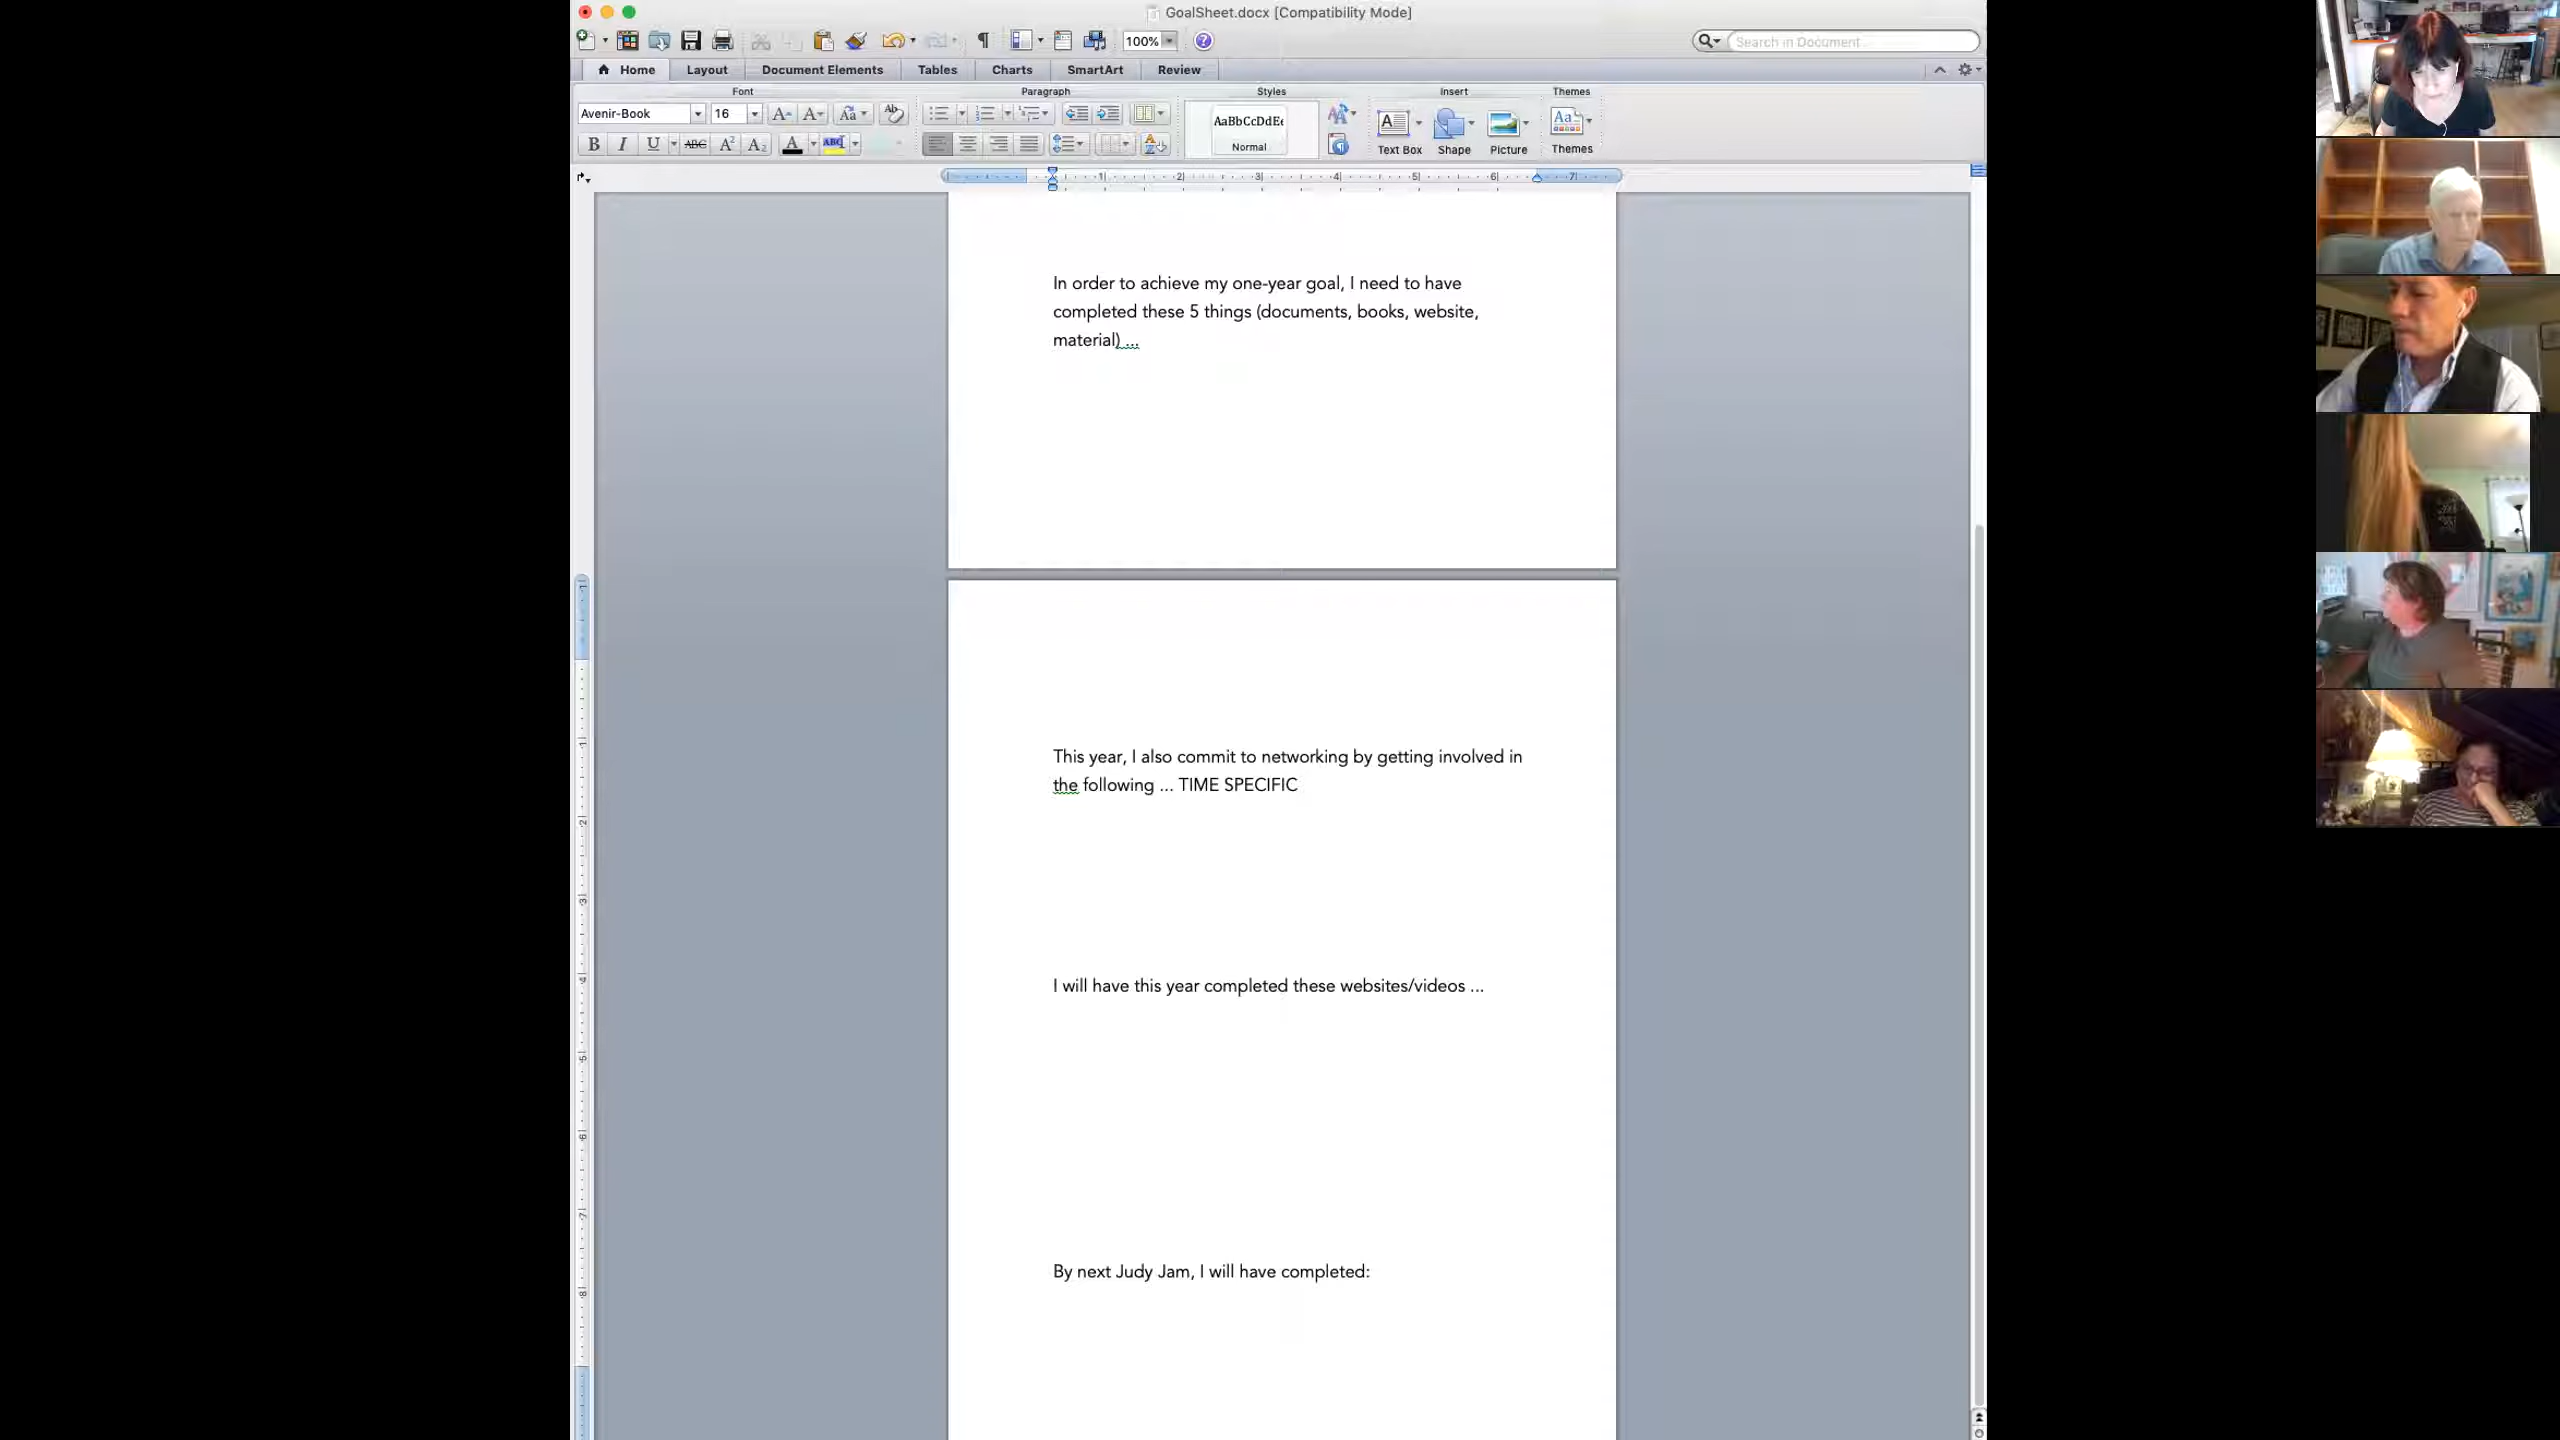 GoalSheet.docx [Compatibility Mode]
100%
Search in Document
Home Layout Document Elements Tables Charts SmartArt Review
Font Paragraph Styles Insert Themes
Avenir-Book 16
AaBbCcDdEe
Normal
Text Box Shape Picture Themes
In order to achieve my one-year goal, I need to have
completed these 5 things (documents, books, website,
material) ...
This year, I also commit to networking by getting involved in
the following ... TIME SPECIFIC
I will have this year completed these websites/videos ...
By next Judy Jam, I will have completed: